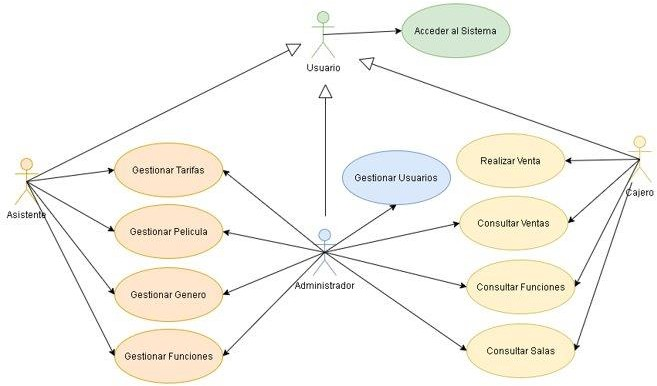 Acceder al Sistema
Usuario
Gestionar Tarifas
Gestionar Usuarios
Realizar Venta
Asistente
Cajero
Gestionar Pelicula
Consultar Ventas
Administrador
Gestionar Genero
Consultar Funciones
Gestionar Funciones
Consultar Salas